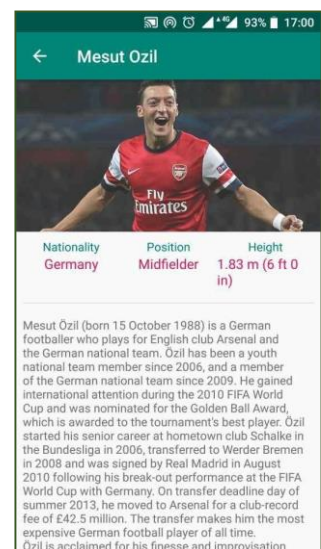 93% 17:00
Mesut Ozil
Fly
Emirates
Nationality
Position
Height
Germany
Midfielder
1.83 m (6 ft 0
in)
Mesut Özil (born 15 October 1988) is a German
footballer who plays for English club Arsenal and
the German national team. Özil has been a youth
national team member since 2006, and a member
of the German national team since 2009. He gained
international attention during the 2010 FIFA World
Cup and was nominated for the Golden Ball Award,
which is awarded to the tournament's best player. Özil
started his senior career at hometown club Schalke in
the Bundesliga in 2006, transferred to Werder Bremen
in 2008 and was signed by Real Madrid in August
2010 following his break-out performance at the FIFA
World Cup with Germany. On transfer deadline day of
summer 2013, he moved to Arsenal for a club-record
fee of £42.5 million. The transfer makes him the most
expensive German football player of all time.
Özil is acclaimed for his finesse and improvisation